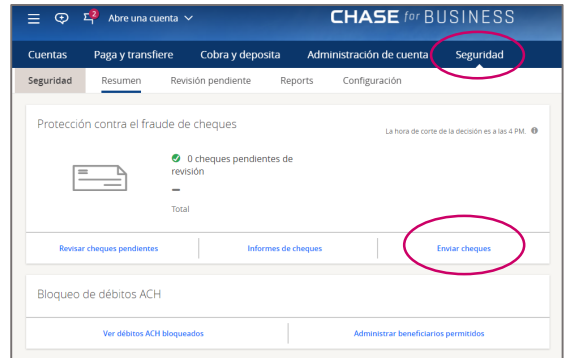 2 Abre una cuenta CHASE for BUSINESS
Cuentas Paga y transfiere Cobra y deposita Administración de cuenta Seguridad
Seguridad Resumen Revisión pendiente Reports Configuración
Protección contra el fraude de cheques
La hora de corte de la decisión es a las 4 PM.
0 cheques pendientes de
revisión
–
Total
Revisar cheques pendientes Informes de cheques Enviar cheques
Bloqueo de débitos ACH
Ver débitos ACH bloqueados Administrar beneficiarios permitidos